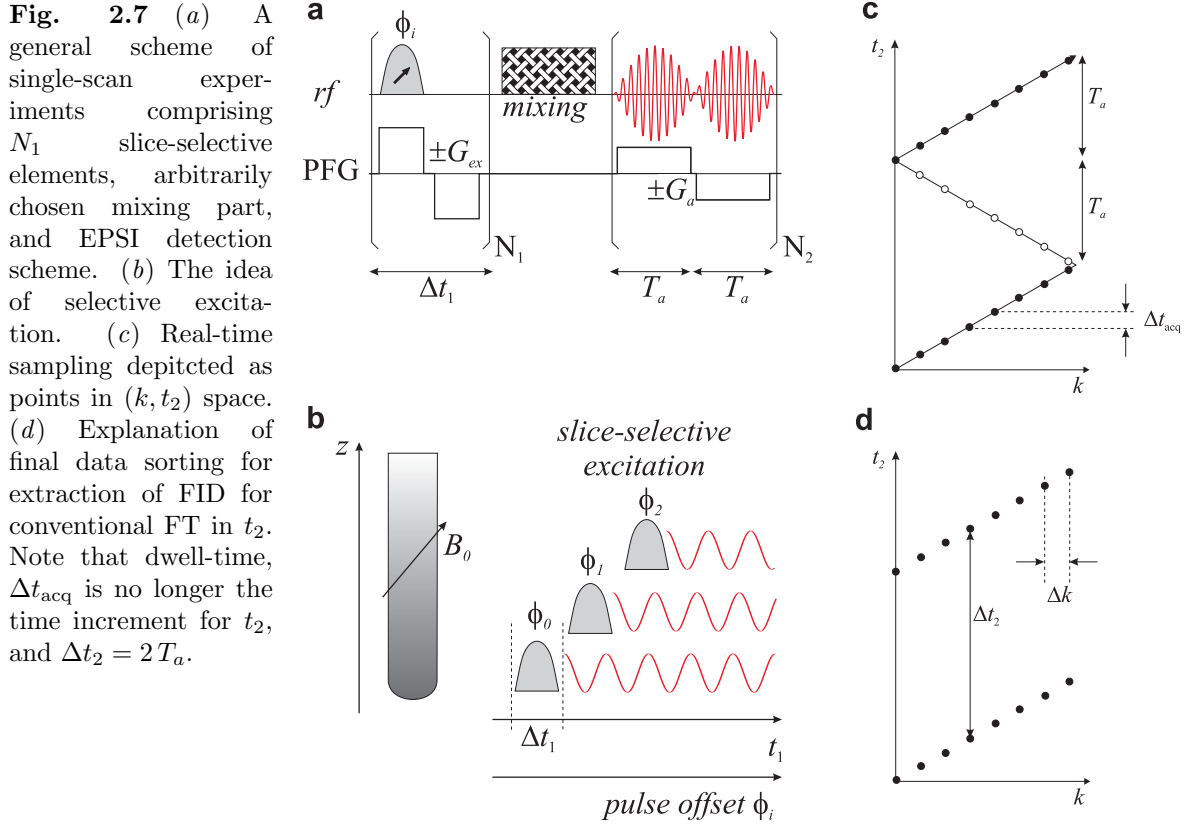 Fig. 2.7 (a) A
general scheme of
single-scan exper-
iments comprising
N₁ slice-selective
elements, arbitrarily
chosen mixing part,
and EPSI detection
scheme. (b) The idea
of selective excita-
tion. (c) Real-time
sampling depitcted as
points in (k, t₂) space.
(d) Explanation of
final data sorting for
extraction of FID for
conventional FT in t₂.
Note that dwell-time,
Δt_acq is no longer the
time increment for t₂,
and Δt₂ = 2 Tₐ.
a
ϕᵢ
rf
mixing
PFG
±G_ex
±Gₐ
N₁
N₂
Δt₁
Tₐ
Tₐ
b
z
B₀
slice-selective
excitation
ϕ₂
ϕ₁
ϕ₀
Δt₁
t₁
pulse offset ϕᵢ
c
t₂
Tₐ
Tₐ
Δt_acq
k
d
t₂
Δk
Δt₂
k